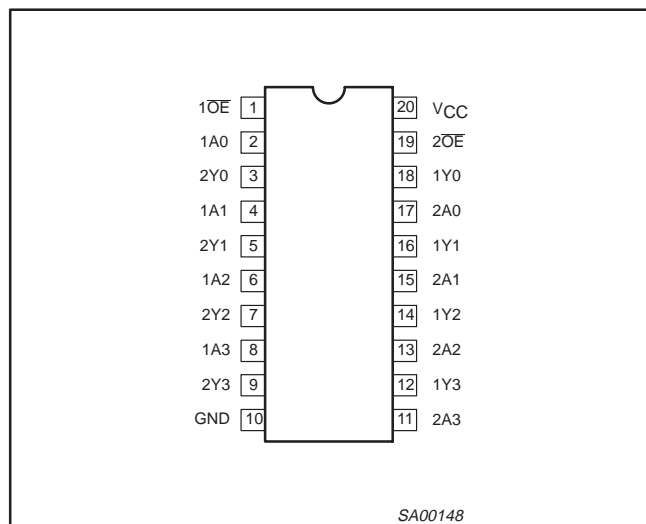 1O̅E̅ 1 20 VCC
1A0 2 19 2O̅E̅
2Y0 3 18 1Y0
1A1 4 17 2A0
2Y1 5 16 1Y1
1A2 6 15 2A1
2Y2 7 14 1Y2
1A3 8 13 2A2
2Y3 9 12 1Y3
GND 10 11 2A3
SA00148